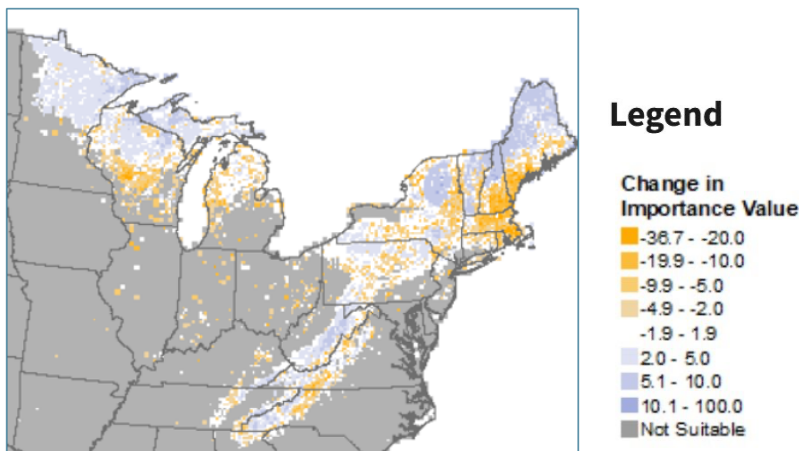 Legend
Change in
Importance Value
-36.7 - -20.0
-19.9 - -10.0
-9.9 - -5.0
-4.9 - -2.0
-1.9 - 1.9
2.0 - 5.0
5.1 - 10.0
10.1 - 100.0
Not Suitable